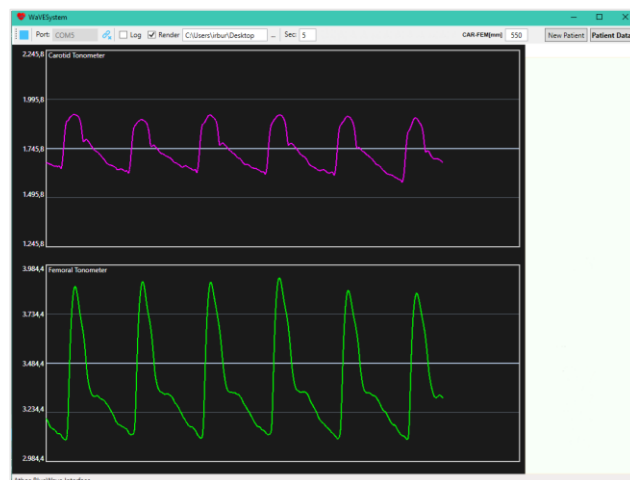 WaVESystem
Port: COM5 Log Render C:\Users\irbur\Desktop ... Sec: 5 CAR-FEM[mm] 550 New Patient Patient Data
2.245,8 Carotid Tonometer
1.995,8
1.745,8
1.495,8
1.245,8
3.984,4 Femoral Tonometer
3.734,4
3.484,4
3.234,4
2.984,4